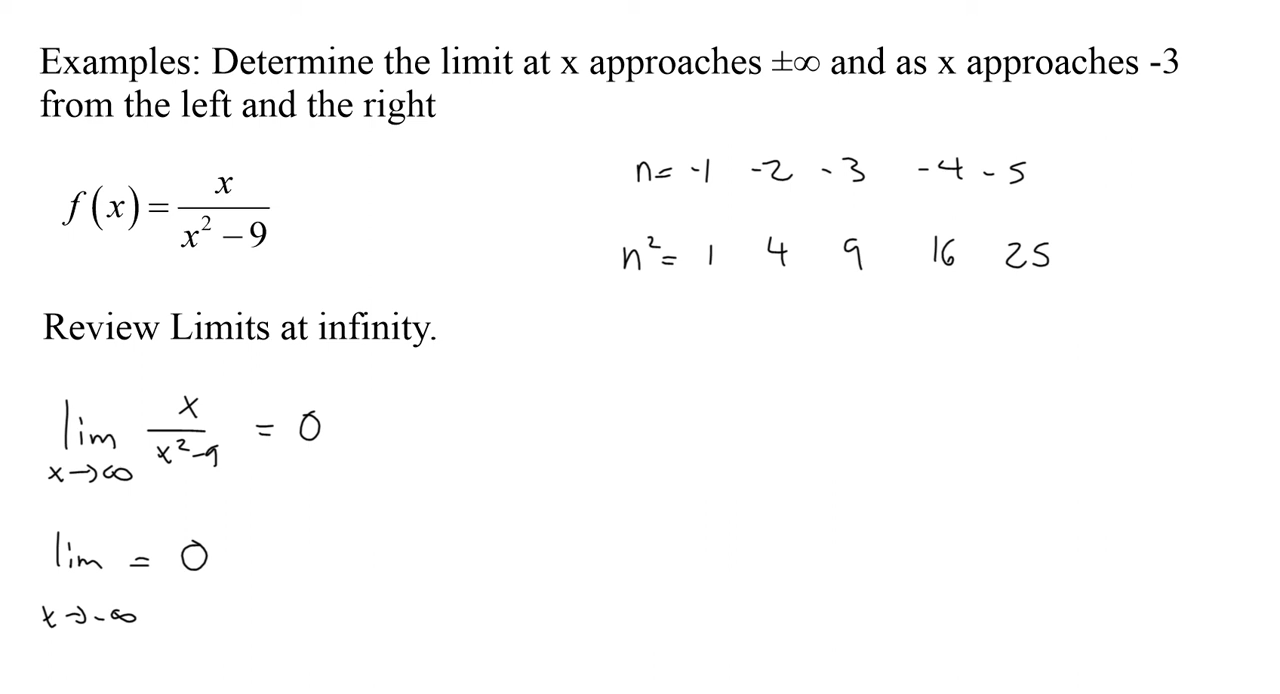 Examples: Determine the limit at x approaches ±∞ and as x approaches -3
from the left and the right
n= -1 -2 -3 -4 -5
f(x) = x / (x² − 9)
n² = 1 4 9 16 25
Review Limits at infinity.
lim x→∞ x / (x²-9) = 0
lim = 0
x→-∞